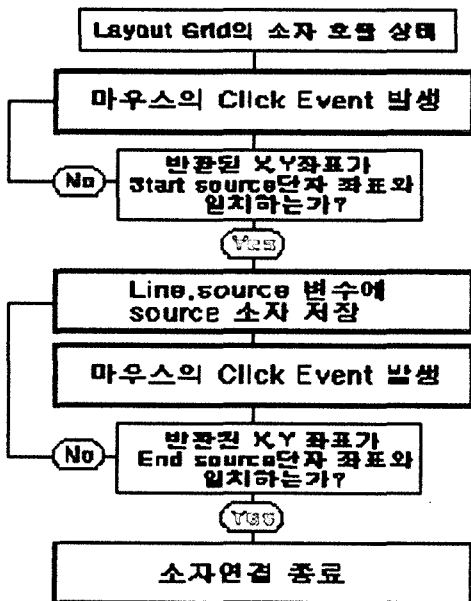 Layout Grid의 소자 호출 상태
마우스의 Click Event 발생
반환된 X,Y좌표가
Start source단자 좌표와
일치하는가?
No
Yes
Line.source 변수에
source 소자 저장
마우스의 Click Event 발생
반환된 X,Y 좌표가
End source단자 좌표와
일치하는가?
No
Yes
소자연결 종료